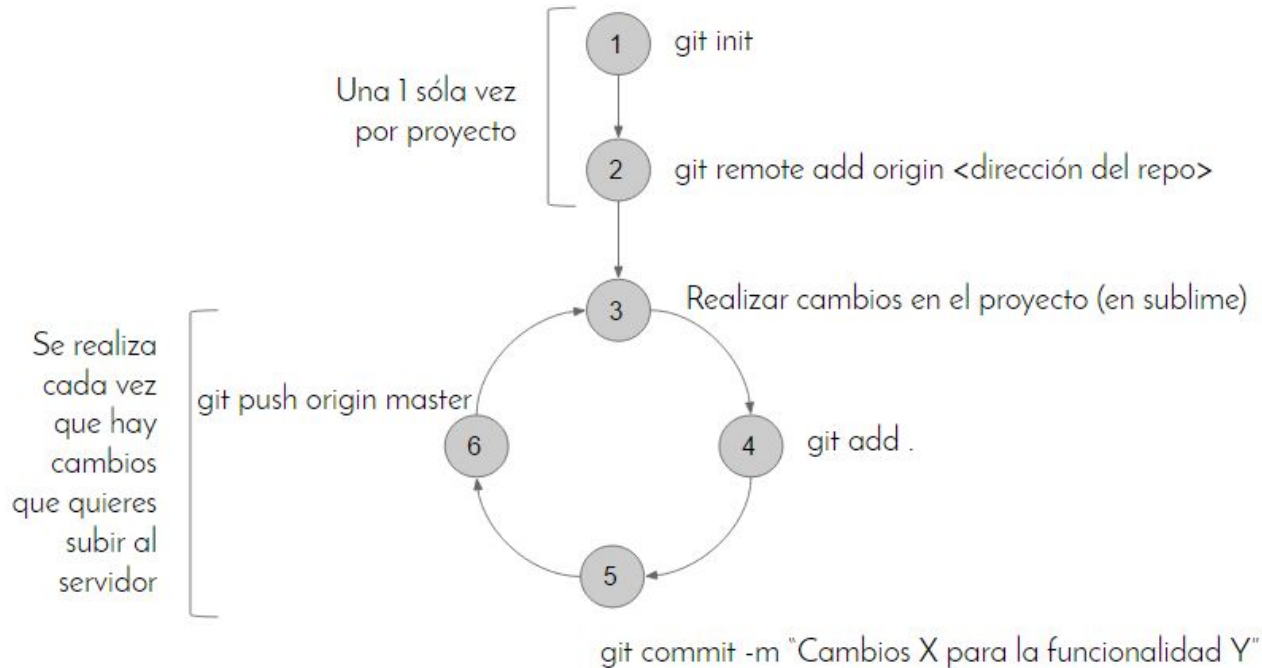 1
git init
Una 1 sóla vez
por proyecto
2
git remote add origin <dirección del repo>
3
Realizar cambios en el proyecto (en sublime)
Se realiza
cada vez
que hay
cambios
que quieres
subir al
servidor
git push origin master
6
4
git add .
5
git commit -m "Cambios X para la funcionalidad Y"